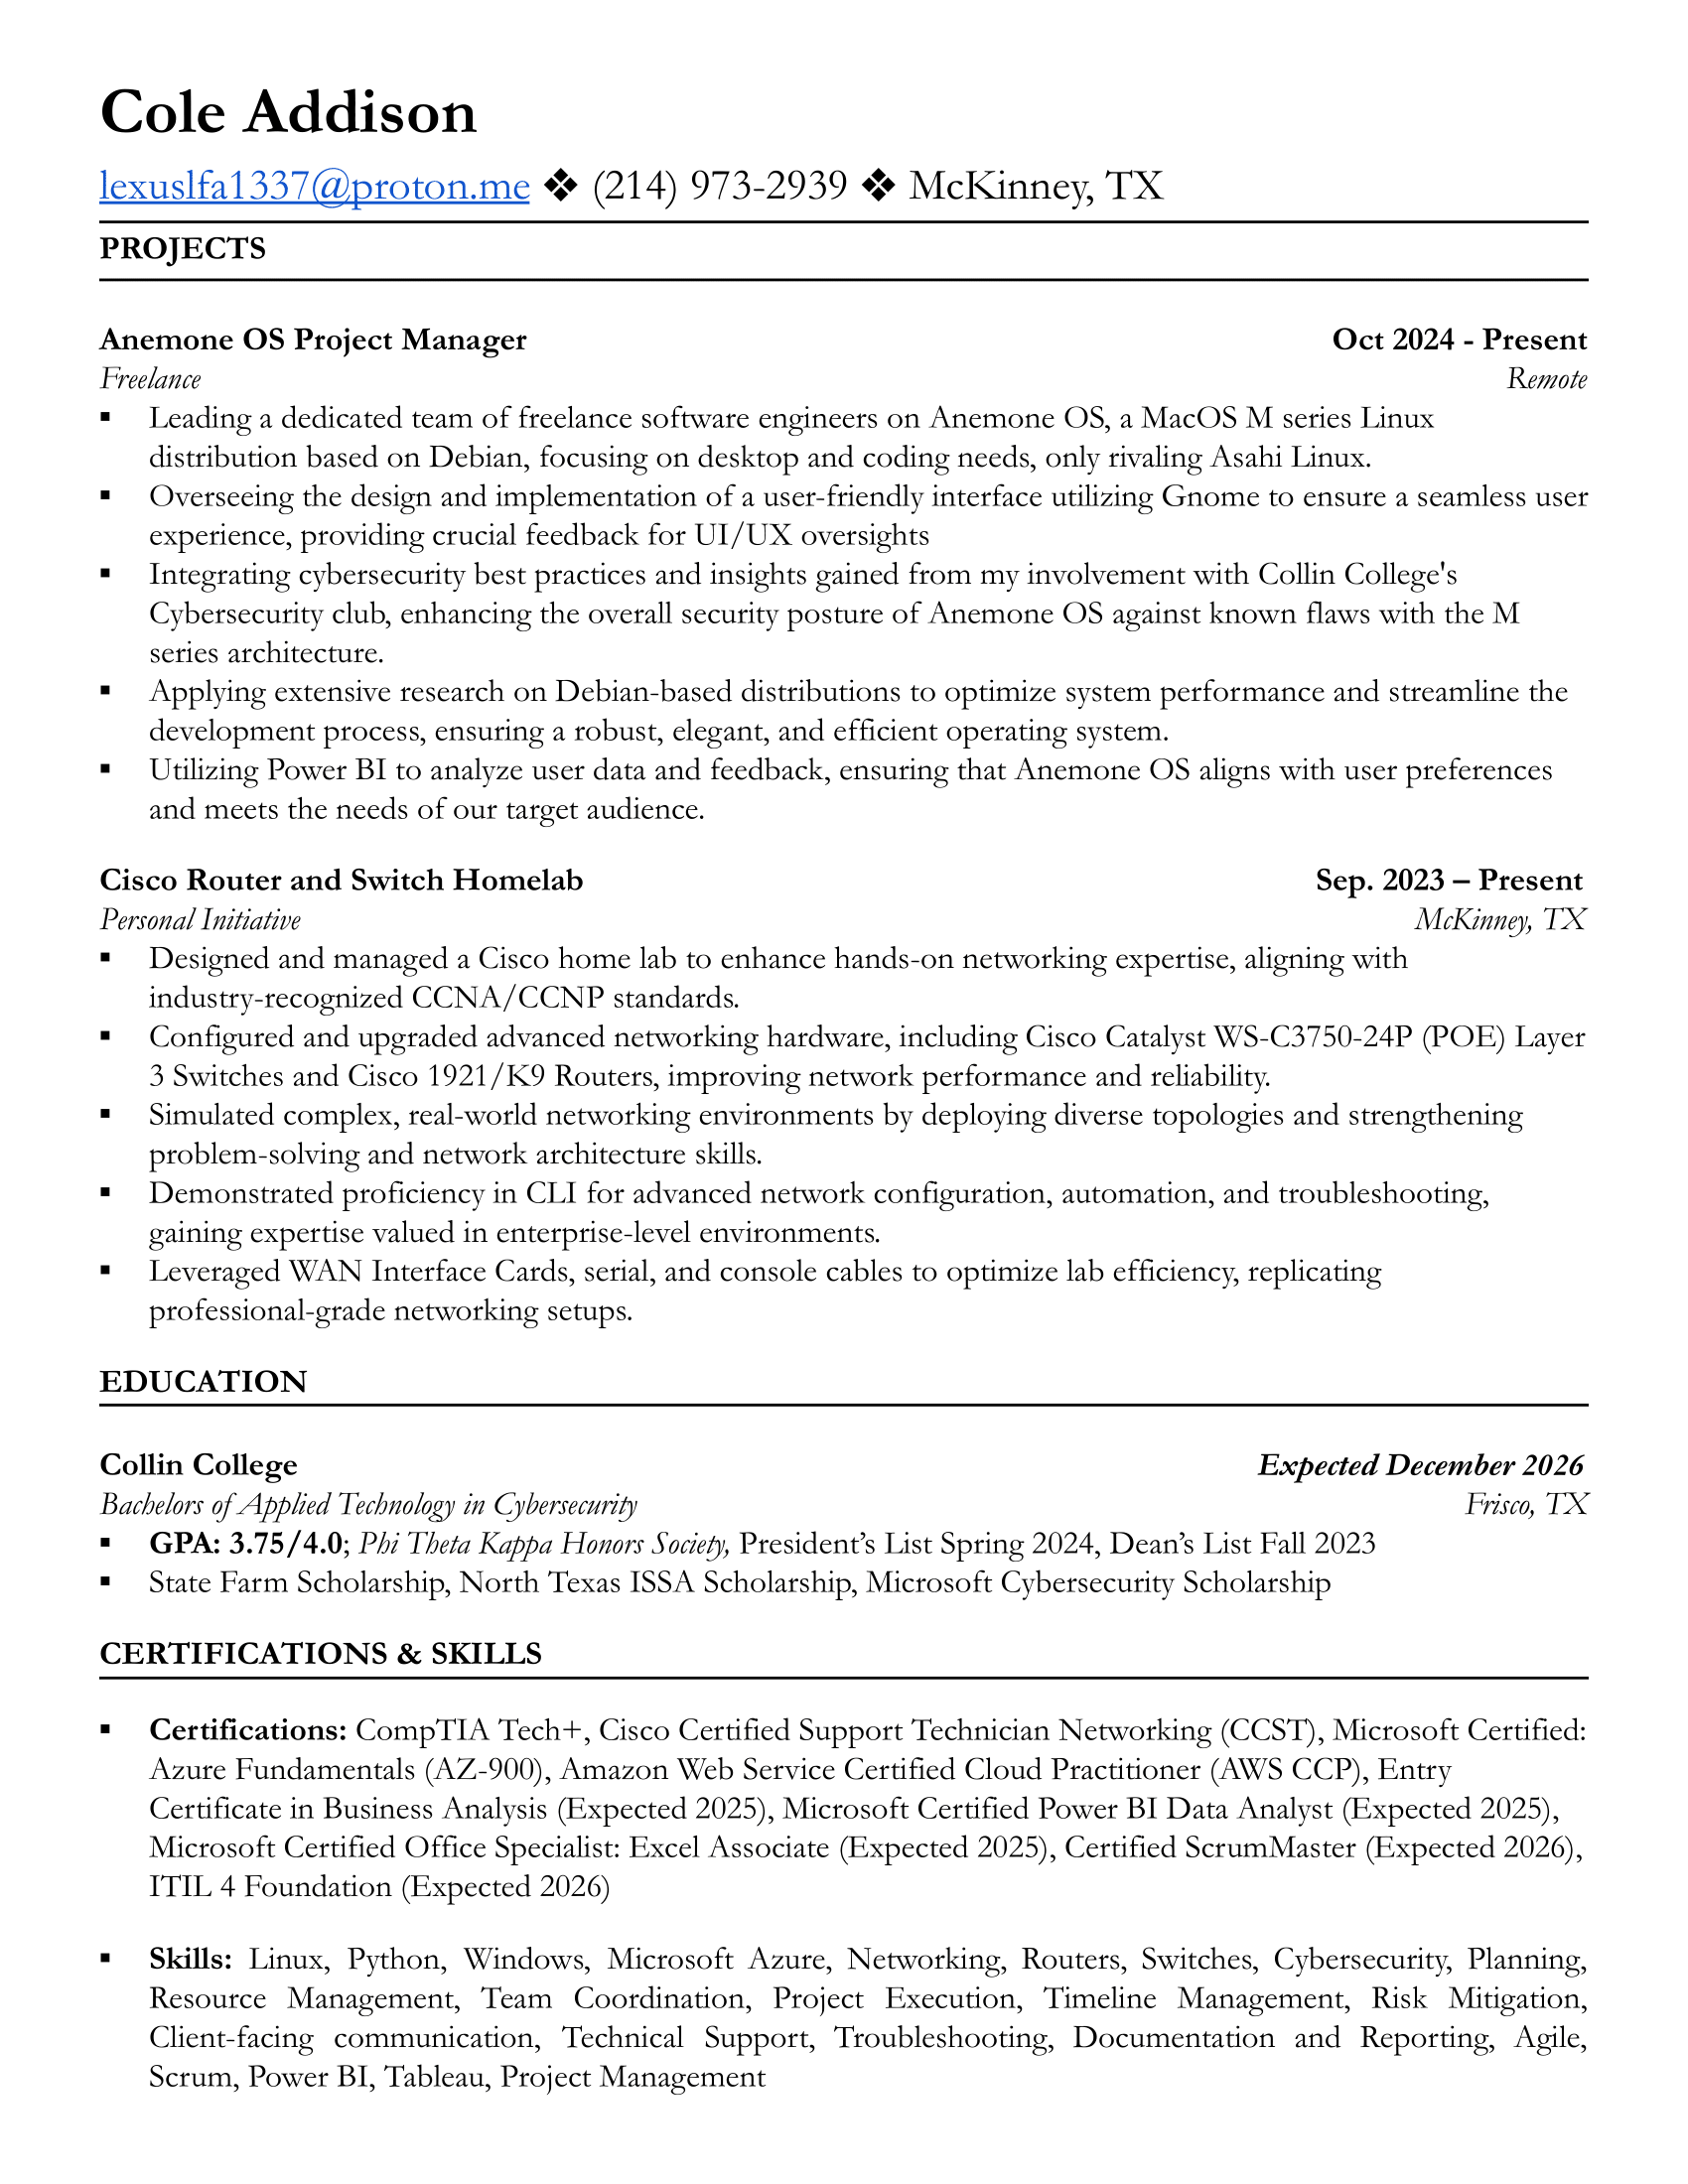 Cole Addison
lexuslfa1337@proton.me ❖ (214) 973-2939 ❖ McKinney, TX
PROJECTS
Anemone OS Project Manager Oct 2024 - Present
Freelance Remote
▪ Leading a dedicated team of freelance software engineers on Anemone OS, a MacOS M series Linux
distribution based on Debian, focusing on desktop and coding needs, only rivaling Asahi Linux.
▪ Overseeing the design and implementation of a user-friendly interface utilizing Gnome to ensure a seamless user
experience, providing crucial feedback for UI/UX oversights
▪ Integrating cybersecurity best practices and insights gained from my involvement with Collin College's
Cybersecurity club, enhancing the overall security posture of Anemone OS against known flaws with the M
series architecture.
▪ Applying extensive research on Debian-based distributions to optimize system performance and streamline the
development process, ensuring a robust, elegant, and efficient operating system.
▪ Utilizing Power BI to analyze user data and feedback, ensuring that Anemone OS aligns with user preferences
and meets the needs of our target audience.
Cisco Router and Switch Homelab Sep. 2023 – Present
Personal Initiative McKinney, TX
▪ Designed and managed a Cisco home lab to enhance hands-on networking expertise, aligning with
industry-recognized CCNA/CCNP standards.
▪ Configured and upgraded advanced networking hardware, including Cisco Catalyst WS-C3750-24P (POE) Layer
3 Switches and Cisco 1921/K9 Routers, improving network performance and reliability.
▪ Simulated complex, real-world networking environments by deploying diverse topologies and strengthening
problem-solving and network architecture skills.
▪ Demonstrated proficiency in CLI for advanced network configuration, automation, and troubleshooting,
gaining expertise valued in enterprise-level environments.
▪ Leveraged WAN Interface Cards, serial, and console cables to optimize lab efficiency, replicating
professional-grade networking setups.
EDUCATION
Collin College Expected December 2026
Bachelors of Applied Technology in Cybersecurity Frisco, TX
▪ GPA: 3.75/4.0; Phi Theta Kappa Honors Society, President’s List Spring 2024, Dean’s List Fall 2023
▪ State Farm Scholarship, North Texas ISSA Scholarship, Microsoft Cybersecurity Scholarship
CERTIFICATIONS & SKILLS
▪ Certifications: CompTIA Tech+, Cisco Certified Support Technician Networking (CCST), Microsoft Certified:
Azure Fundamentals (AZ-900), Amazon Web Service Certified Cloud Practitioner (AWS CCP), Entry
Certificate in Business Analysis (Expected 2025), Microsoft Certified Power BI Data Analyst (Expected 2025),
Microsoft Certified Office Specialist: Excel Associate (Expected 2025), Certified ScrumMaster (Expected 2026),
ITIL 4 Foundation (Expected 2026)
▪ Skills: Linux, Python, Windows, Microsoft Azure, Networking, Routers, Switches, Cybersecurity, Planning,
Resource Management, Team Coordination, Project Execution, Timeline Management, Risk Mitigation,
Client-facing communication, Technical Support, Troubleshooting, Documentation and Reporting, Agile,
Scrum, Power BI, Tableau, Project Management